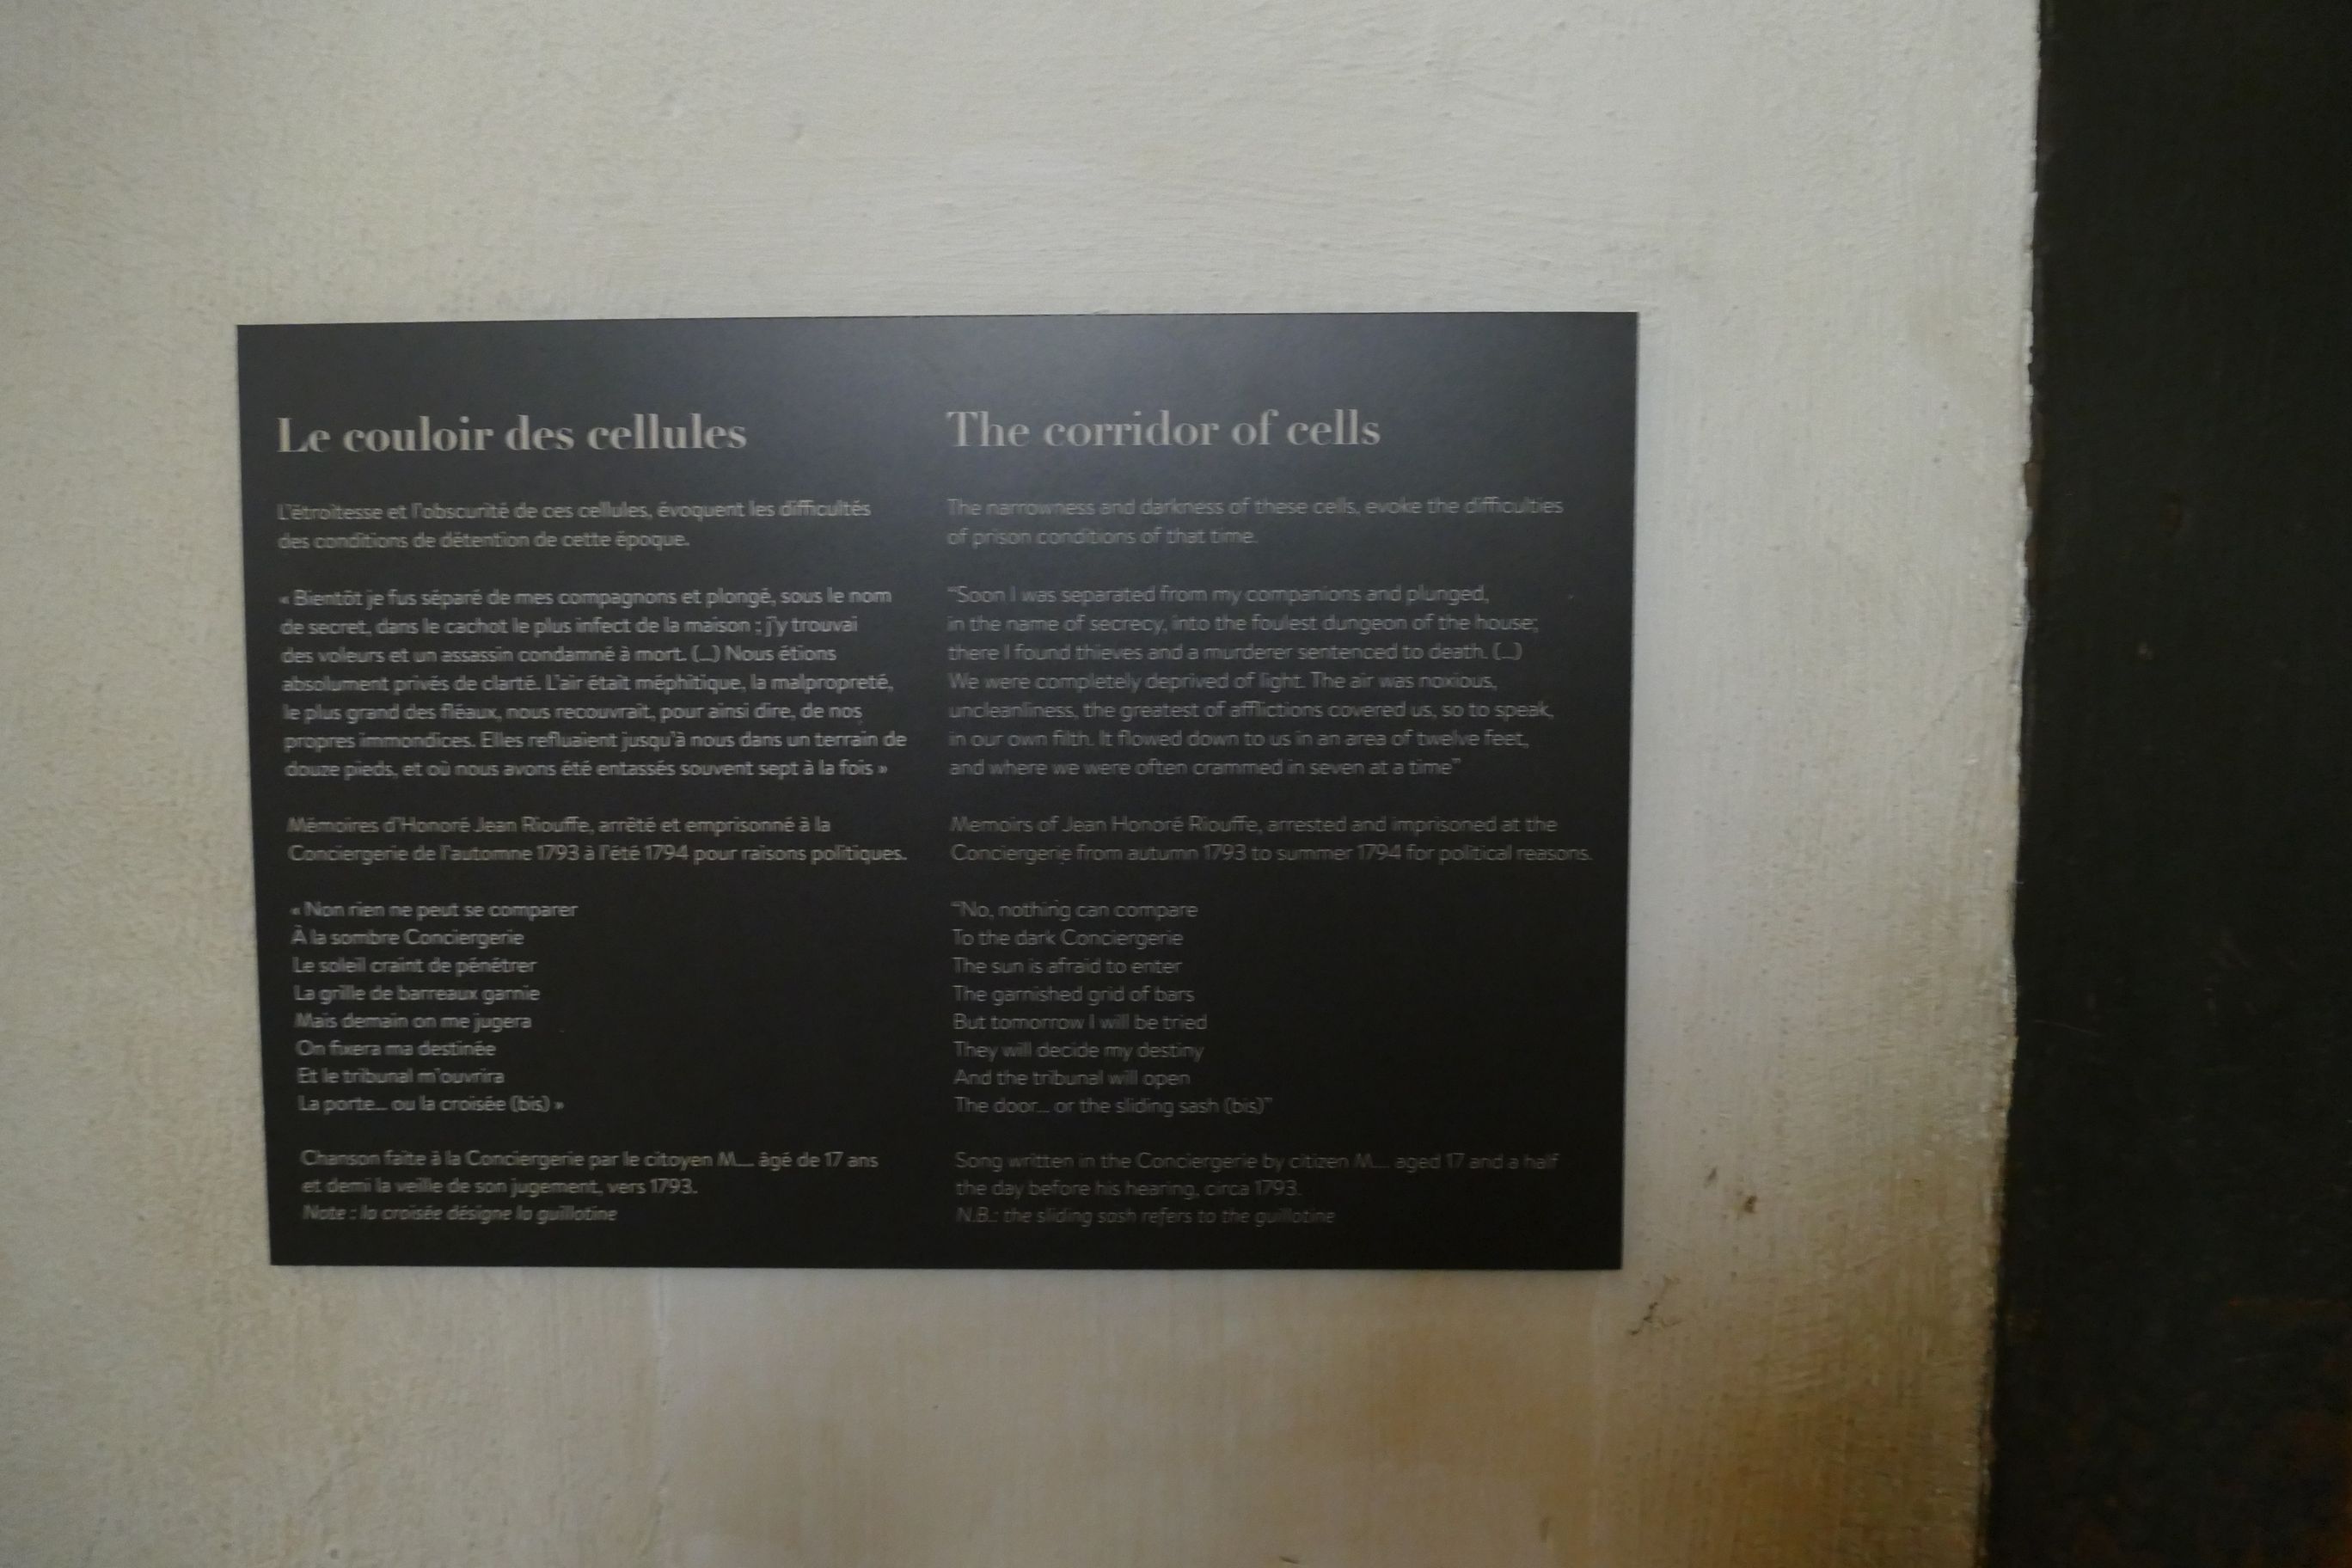 Le couloir des cellules
L'étroitesse et l'obscurité de ces cellules, évoquent les difficultés
des conditions de détention de cette époque.
« Bientôt je fus séparé de mes compagnons et plongé, sous le nom
de secret, dans le cachot le plus infect de la maison ; j'y trouvai
des voleurs et un assassin condamné à mort. (...) Nous étions
absolument privés de clarté. L'air était méphitique, la malpropreté,
le plus grand des fléaux, nous recouvrait, pour ainsi dire, de nos
propres immondices. Elles refluaient jusqu'à nous dans un terrain de
douze pieds, et où nous avons été entassés souvent sept à la fois »
Mémoires d'Honoré Jean Riouffe, arrêté et emprisonné à la
Conciergerie de l'automne 1793 à l'été 1794 pour raisons politiques.
« Non rien ne peut se comparer
À la sombre Conciergerie
Le soleil craint de pénétrer
La grille de barreaux garnie
Mais demain on me jugera
On fixera ma destinée
Et le tribunal m'ouvrira
La porte... ou la croisée (bis) »
Chanson faite à la Conciergerie par le citoyen M.... âgé de 17 ans
et demi la veille de son jugement, vers 1793.
Note : la croisée désigne la guillotine
The corridor of cells
The narrowness and darkness of these cells, evoke the difficulties
of prison conditions of that time.
"Soon I was separated from my companions and plunged,
in the name of secrecy, into the foulest dungeon of the house;
there I found thieves and a murderer sentenced to death. (...)
We were completely deprived of light. The air was noxious,
uncleanliness, the greatest of afflictions covered us, so to speak,
in our own filth. It flowed down to us in an area of twelve feet,
and where we were often crammed in seven at a time"
Memoirs of Jean Honoré Riouffe, arrested and imprisoned at the
Conciergerie from autumn 1793 to summer 1794 for political reasons.
"No, nothing can compare
To the dark Conciergerie
The sun is afraid to enter
The garnished grid of bars
But tomorrow I will be tried
They will decide my destiny
And the tribunal will open
The door... or the sliding sash (bis)"
Song written in the Conciergerie by citizen M.... aged 17 and a half
the day before his hearing, circa 1793.
N.B.: the sliding sash refers to the guillotine